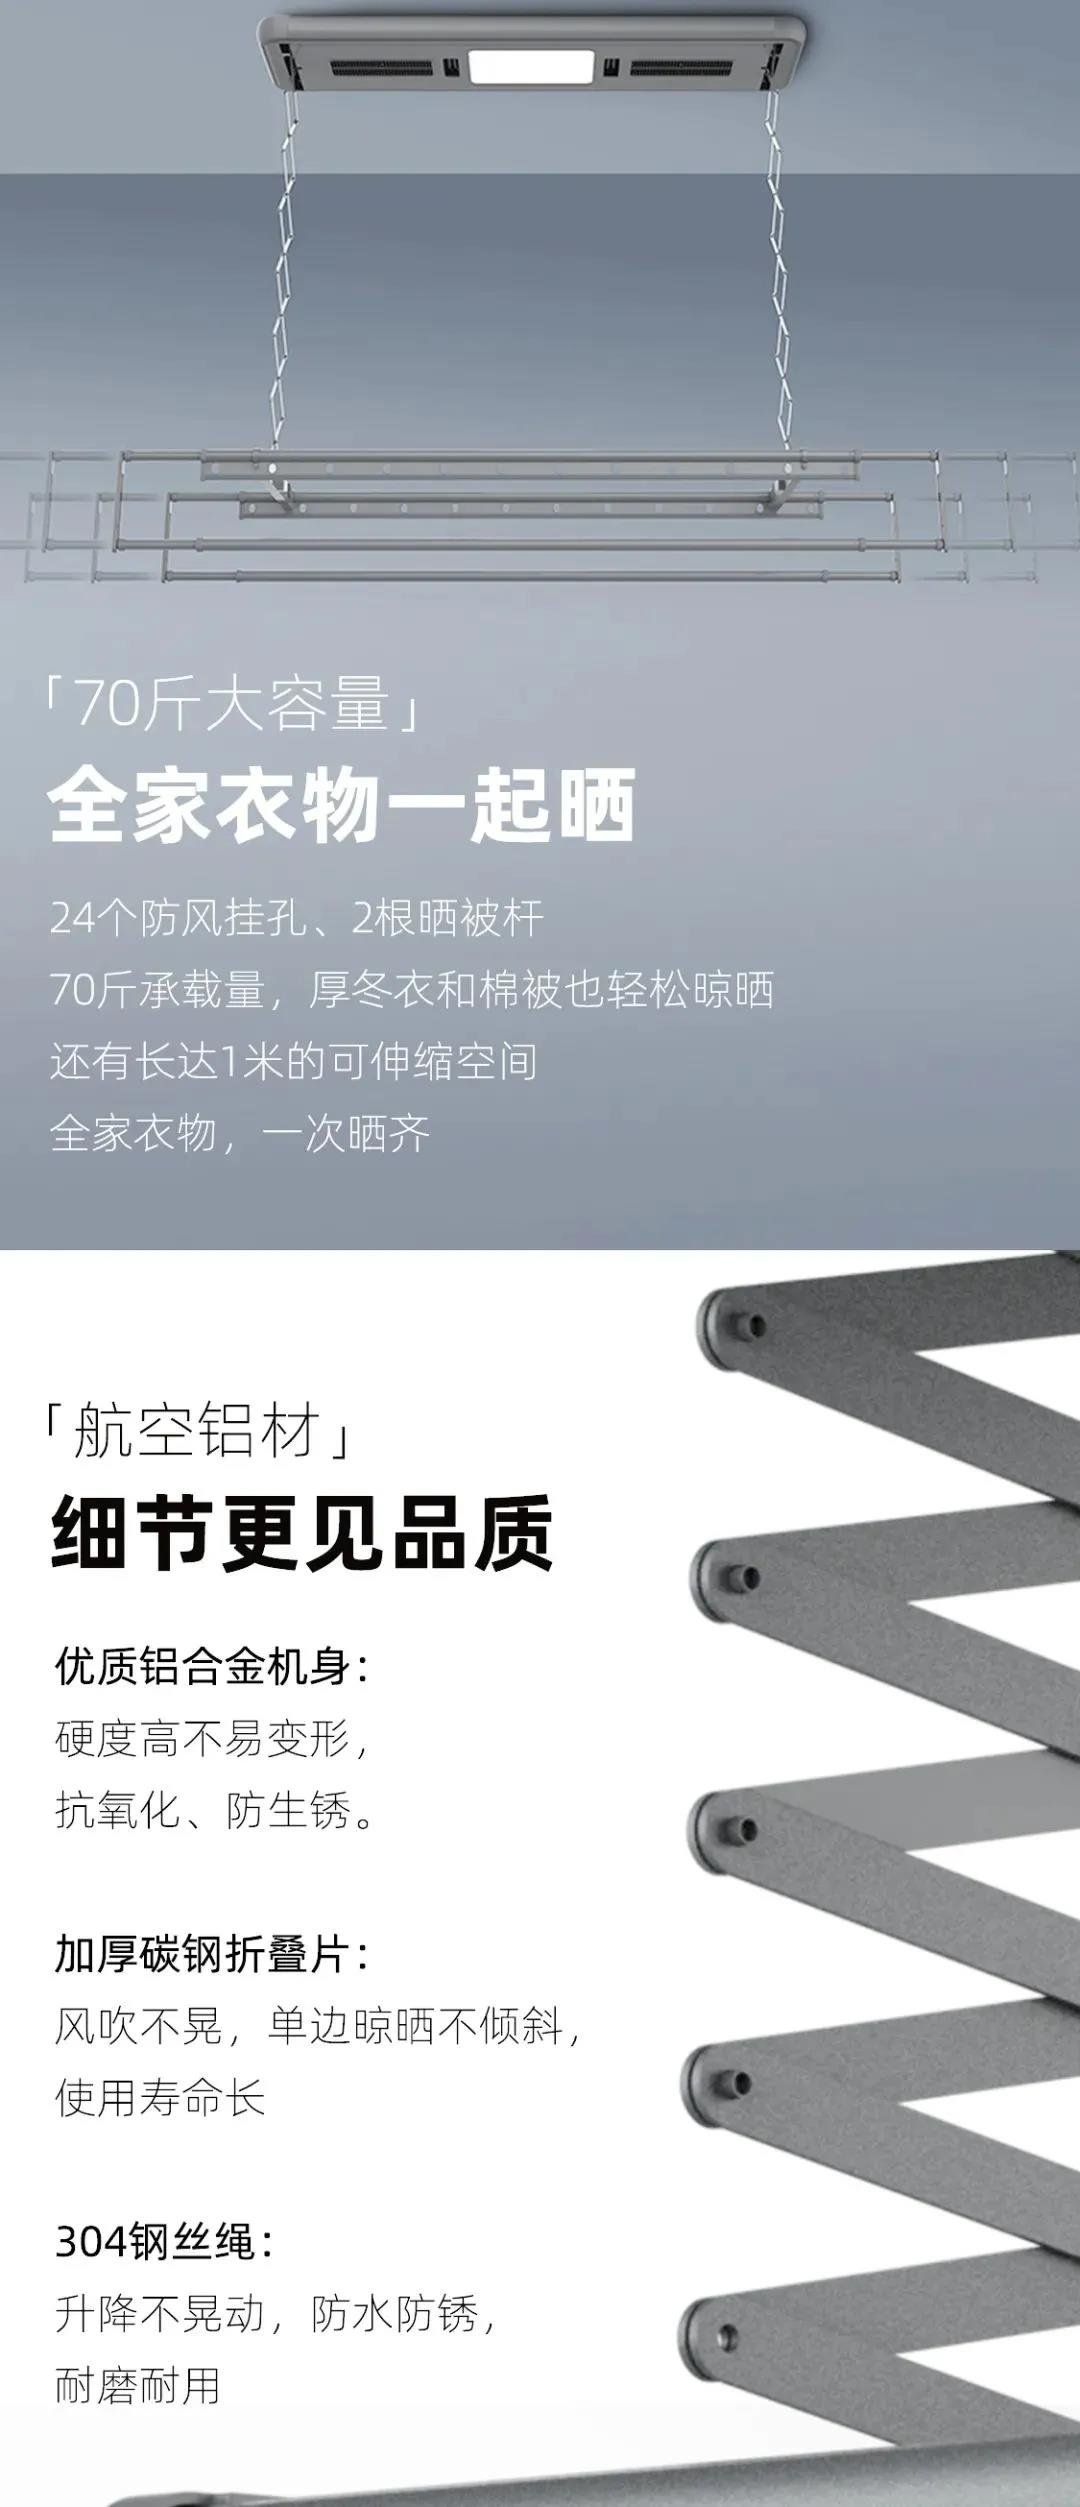 「70斤大容量」
全家衣物一起晒
24个防风挂孔、2根晒被杆
70斤承载量，厚冬衣和棉被也轻松晾晒
还有长达1米的可伸缩空间
全家衣物，一次晒齐
「航空铝材」
细节更见品质
优质铝合金机身：
硬度高不易变形，
抗氧化、防生锈。
加厚碳钢折叠片：
风吹不晃，单边晾晒不倾斜，
使用寿命长
304钢丝绳：
升降不晃动，防水防锈，
耐磨耐用